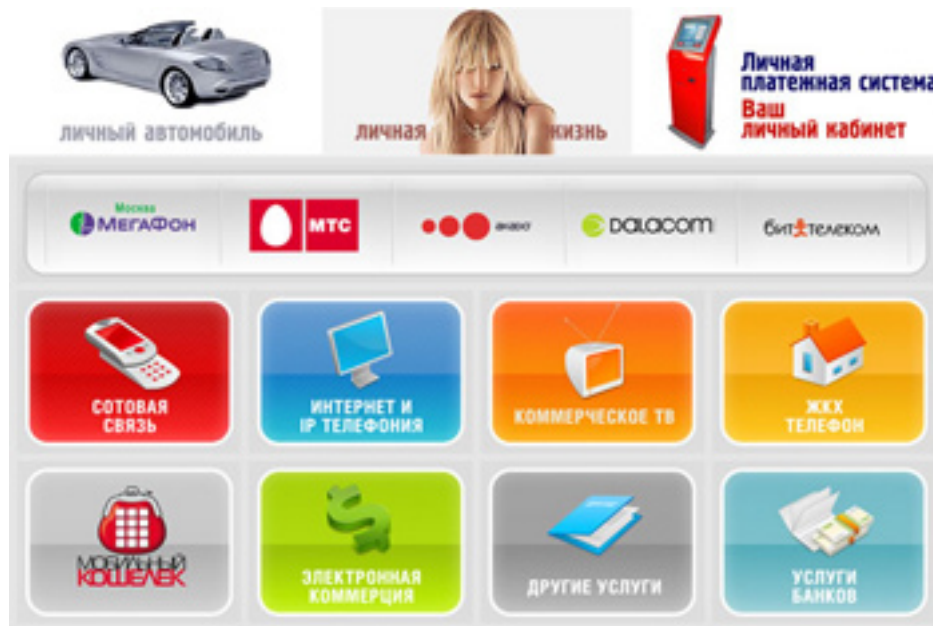 Личная
платежная система
Ваш
личный кабинет
личный автомобиль
личная жизнь
Москва
МЕГАФОН
МТС
акадо
DALACOM
битtелеком
СОТОВАЯ
СВЯЗЬ
ИНТЕРНЕТ И
IP ТЕЛЕФОНИЯ
КОММЕРЧЕСКОЕ ТВ
ЖКХ
ТЕЛЕФОН
МОБИЛЬНЫЙ
КОШЕЛЕК
ЭЛЕКТРОННАЯ
КОММЕРЦИЯ
ДРУГИЕ УСЛУГИ
УСЛУГИ
БАНКОВ